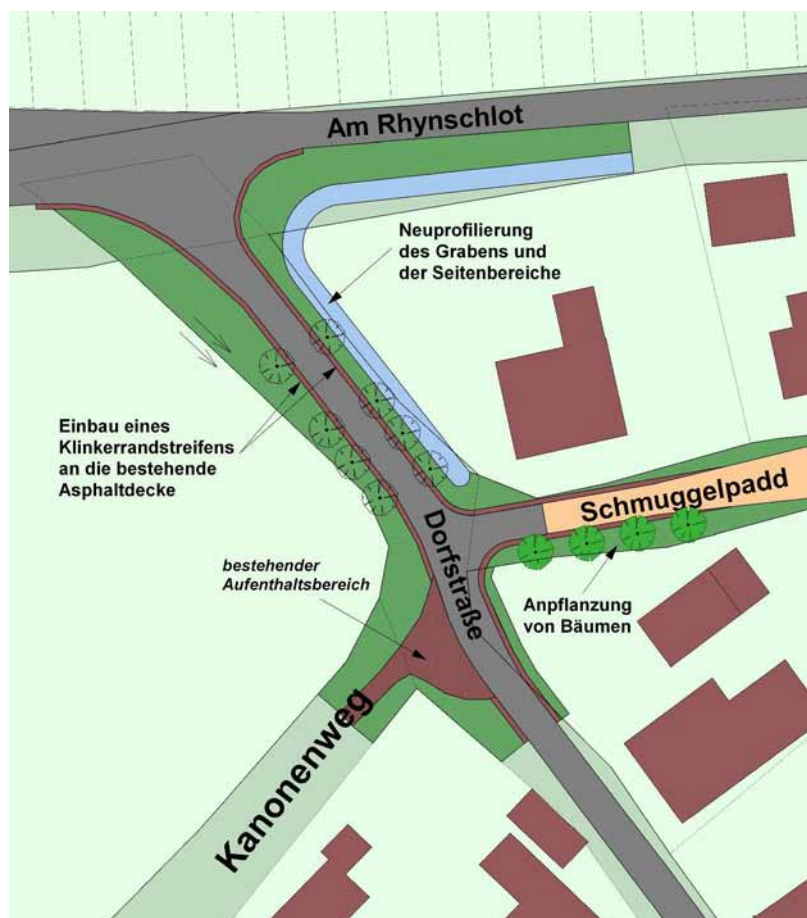 Am Rhynschlot
Neuprofilierung
des Grabens und
der Seitenbereiche
Einbau eines
Klinkerrandstreifens
an die bestehende
Asphaltdecke
Schmuggelpadd
Dorfstraße
bestehender
Aufenthaltsbereich
Anpflanzung
von Bäumen
Kanonenweg